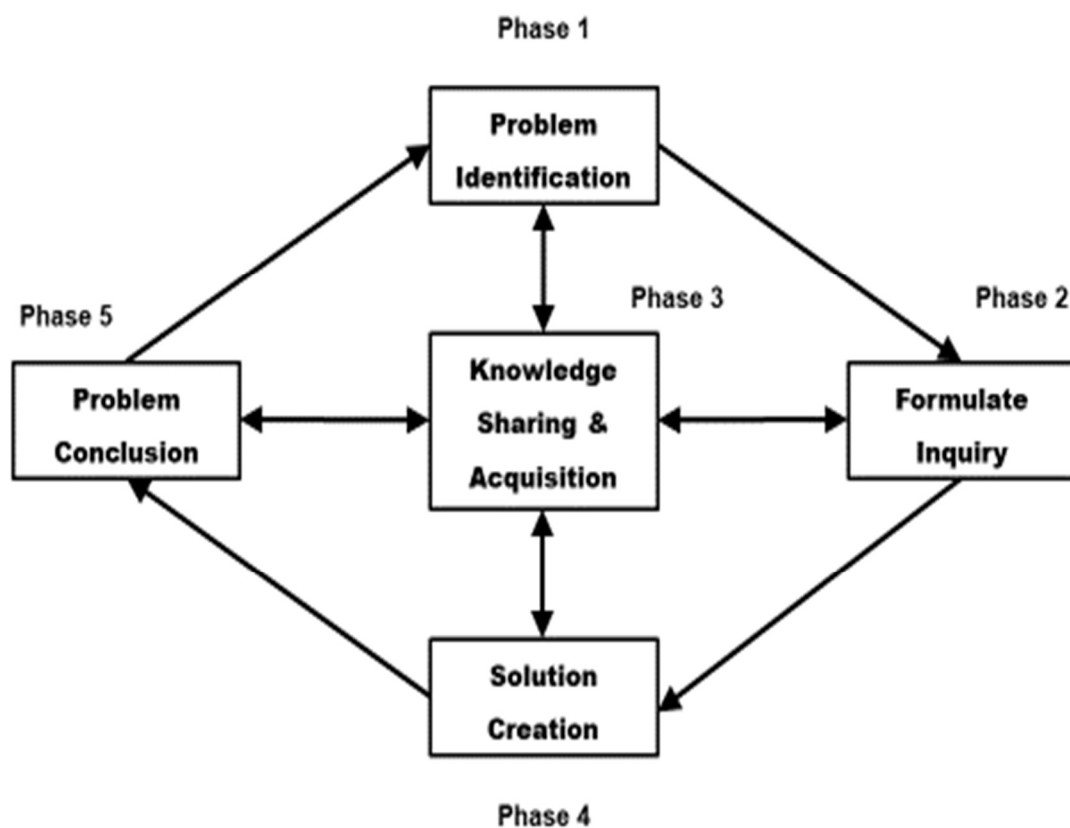 Phase 1
Problem
Identification
Phase 3
Phase 2
Phase 5
Knowledge
Sharing &
Acquisition
Problem
Conclusion
Formulate
Inquiry
Solution
Creation
Phase 4